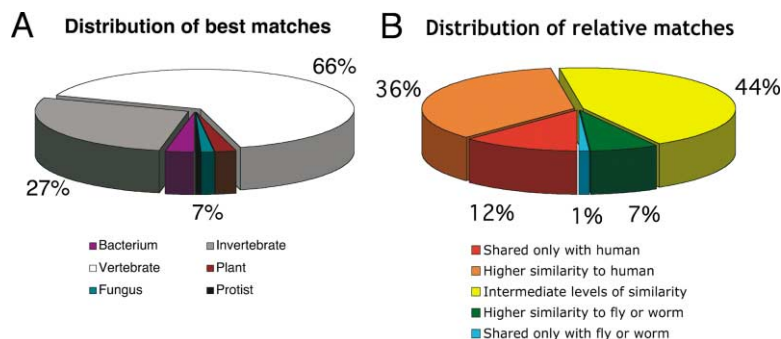 A Distribution of best matches
66%
27%
7%
Bacterium
Invertebrate
Vertebrate
Plant
Fungus
Protist
B Distribution of relative matches
36%
44%
12%
1%
7%
Shared only with human
Higher similarity to human
Intermediate levels of similarity
Higher similarity to fly or worm
Shared only with fly or worm